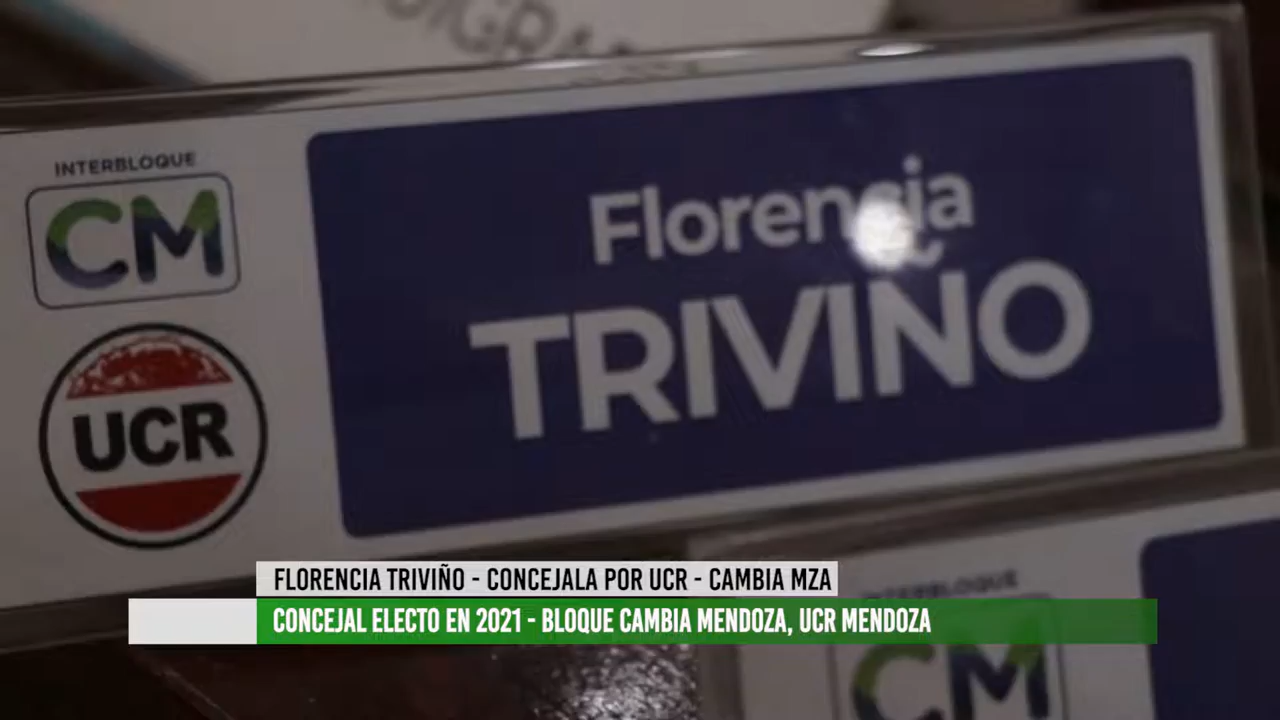 INTERBLOQUE
CM
UCR
Florencia
TRIVIÑO
FLORENCIA TRIVIÑO - CONCEJALA POR UCR - CAMBIA MZA
CONCEJAL ELECTO EN 2021 - BLOQUE CAMBIA MENDOZA, UCR MENDOZA
INTERBLOQUE
CM